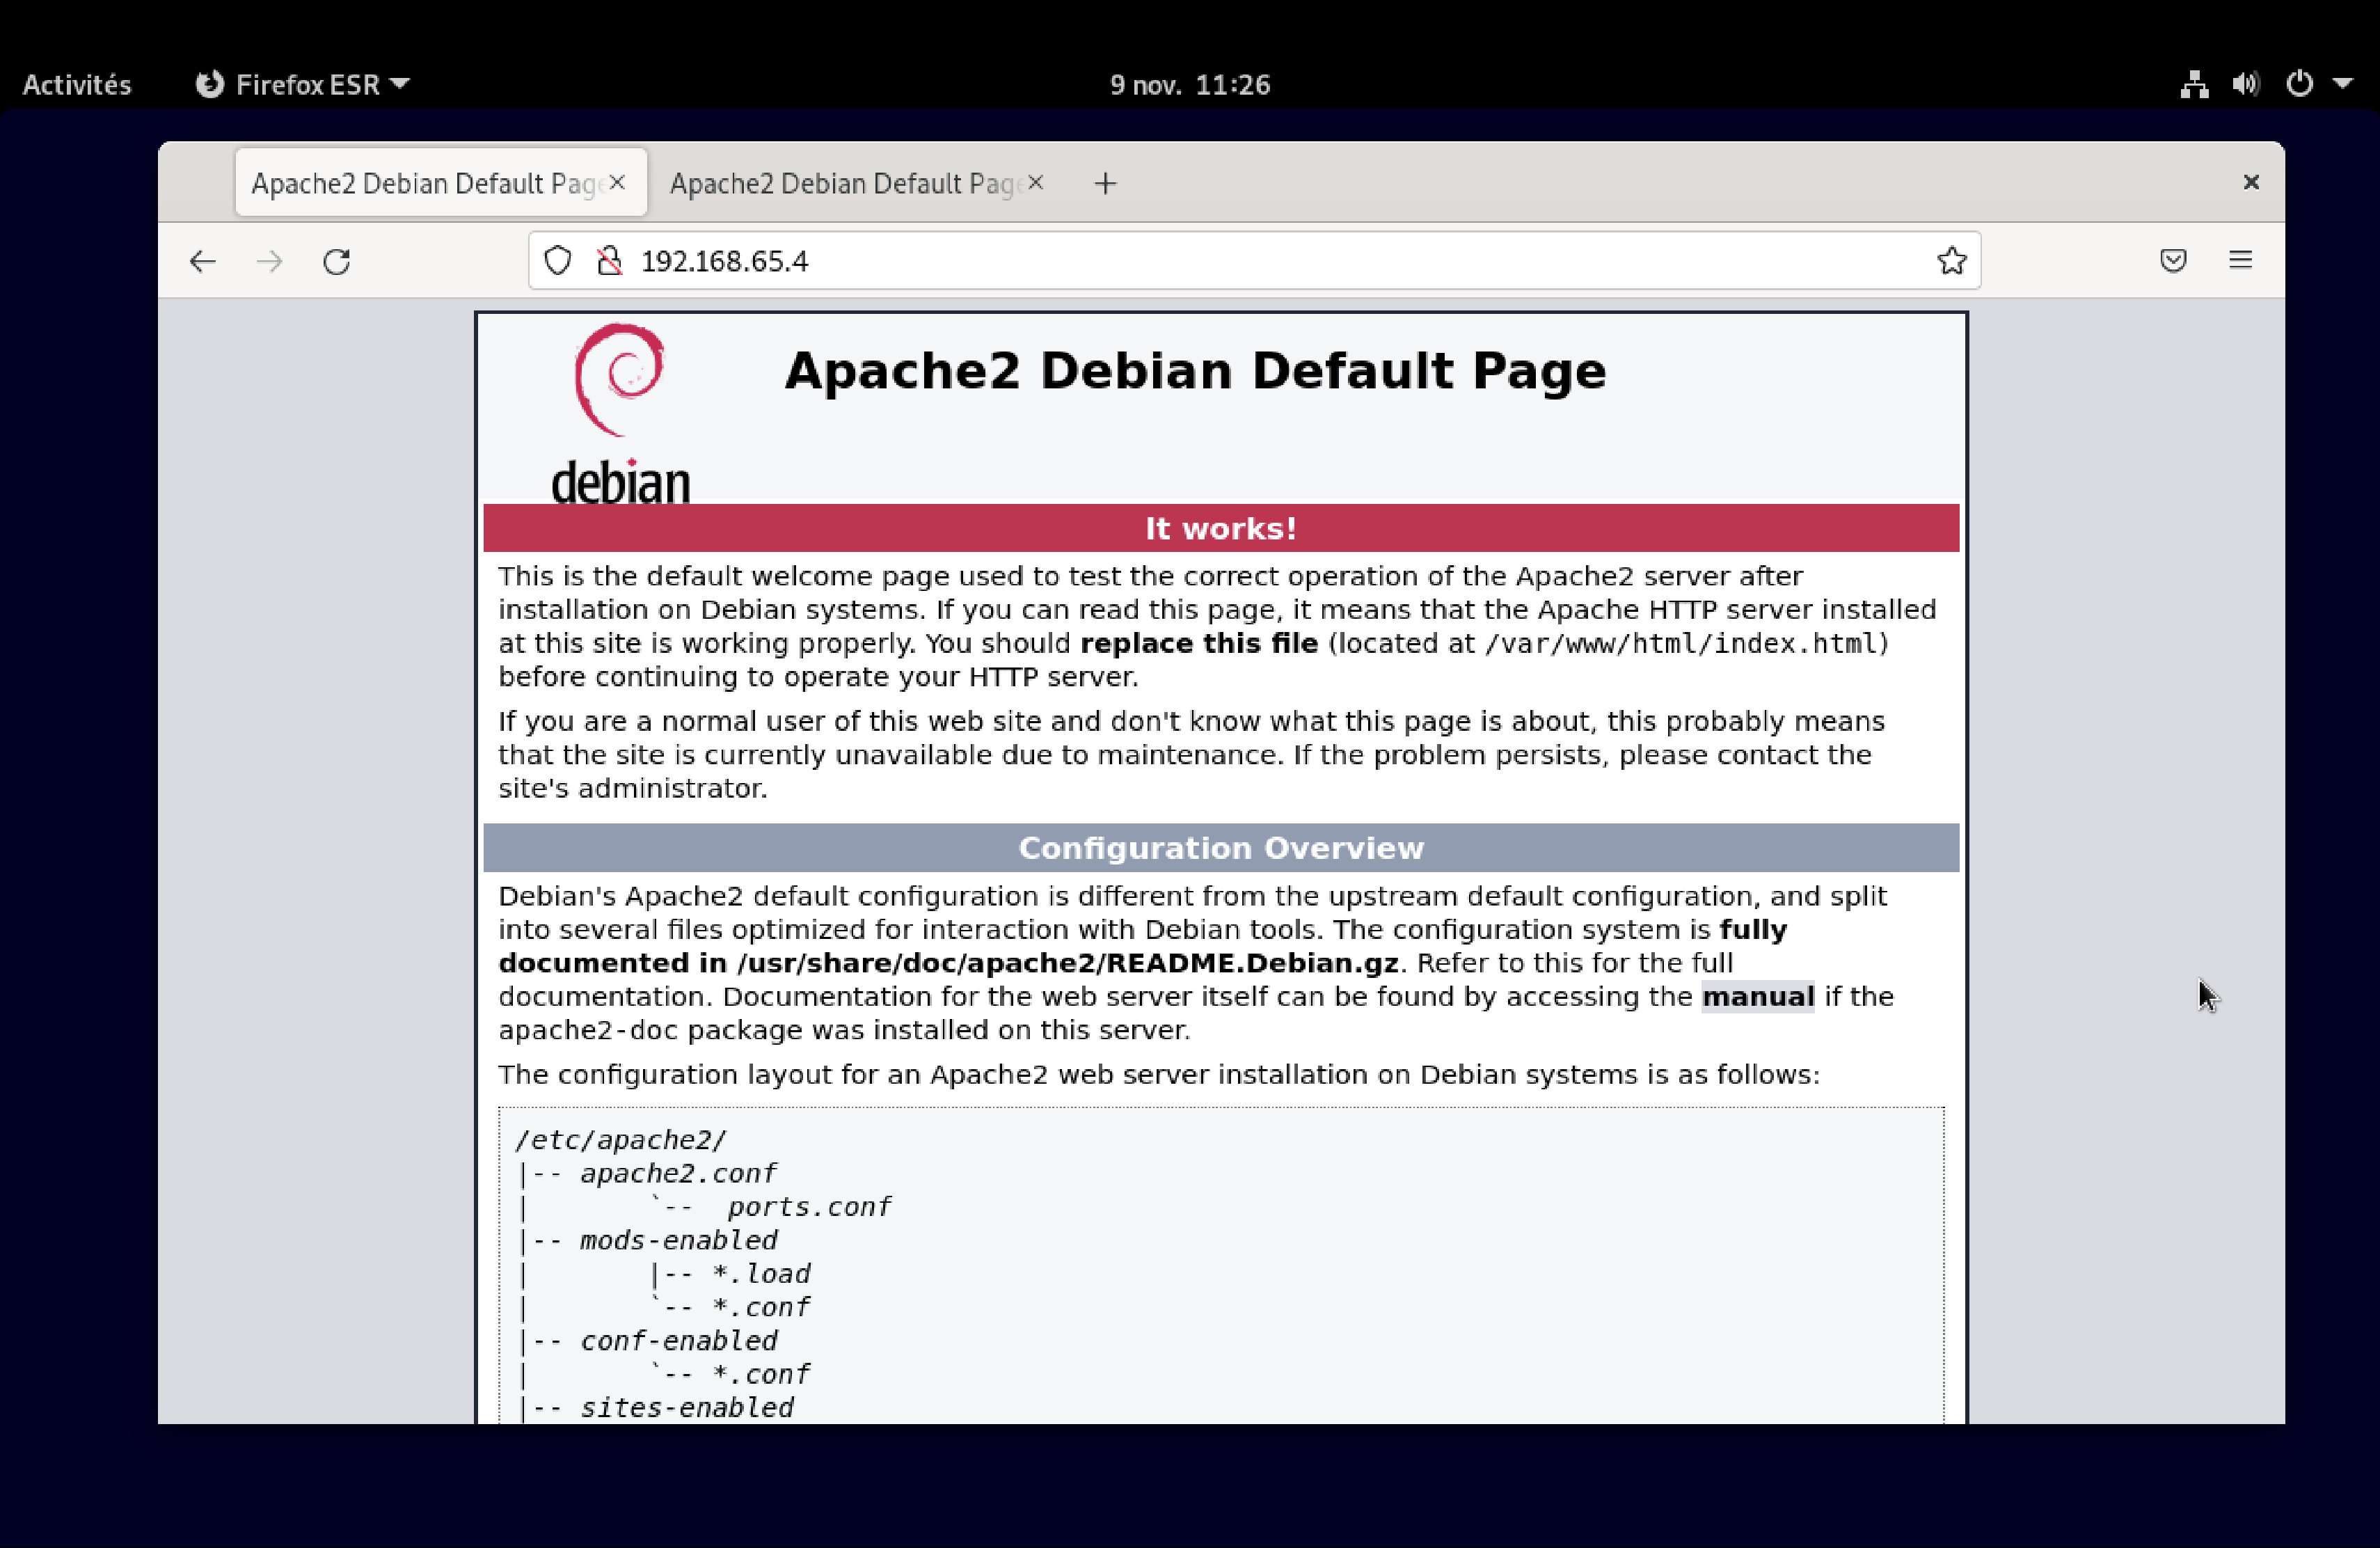 Activités Firefox ESR 9 nov. 11:26
Apache2 Debian Default Page Apache2 Debian Default Page
192.168.65.4
debian
Apache2 Debian Default Page
It works!
This is the default welcome page used to test the correct operation of the Apache2 server after
installation on Debian systems. If you can read this page, it means that the Apache HTTP server installed
at this site is working properly. You should replace this file (located at /var/www/html/index.html)
before continuing to operate your HTTP server.
If you are a normal user of this web site and don't know what this page is about, this probably means
that the site is currently unavailable due to maintenance. If the problem persists, please contact the
site's administrator.
Configuration Overview
Debian's Apache2 default configuration is different from the upstream default configuration, and split
into several files optimized for interaction with Debian tools. The configuration system is fully
documented in /usr/share/doc/apache2/README.Debian.gz. Refer to this for the full
documentation. Documentation for the web server itself can be found by accessing the manual if the
apache2-doc package was installed on this server.
The configuration layout for an Apache2 web server installation on Debian systems is as follows:
/etc/apache2/
|-- apache2.conf
|       `--  ports.conf
|-- mods-enabled
|       |-- *.load
|       `-- *.conf
|-- conf-enabled
|       `-- *.conf
|-- sites-enabled